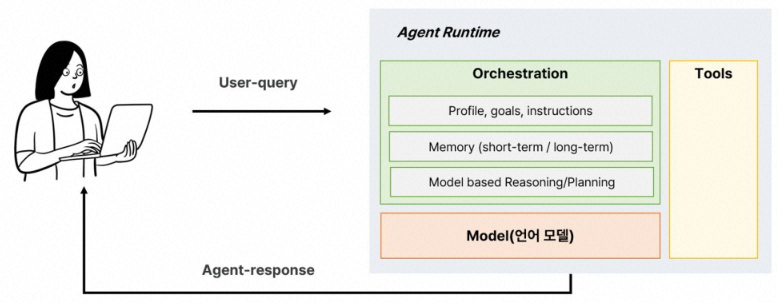 Agent Runtime
User-query
Orchestration
Tools
Profile, goals, instructions
Memory (short-term / long-term)
Model based Reasoning/Planning
Model(언어 모델)
Agent-response